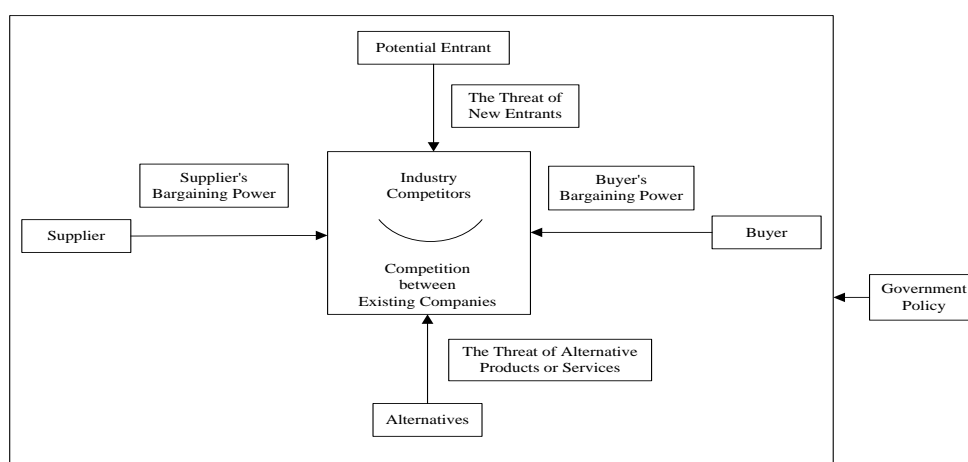 Potential Entrant
The Threat of
New Entrants
Supplier's
Bargaining Power
Industry
Competitors
Buyer's
Bargaining Power
Supplier
Buyer
Competition
between
Existing Companies
Government
Policy
The Threat of Alternative
Products or Services
Alternatives